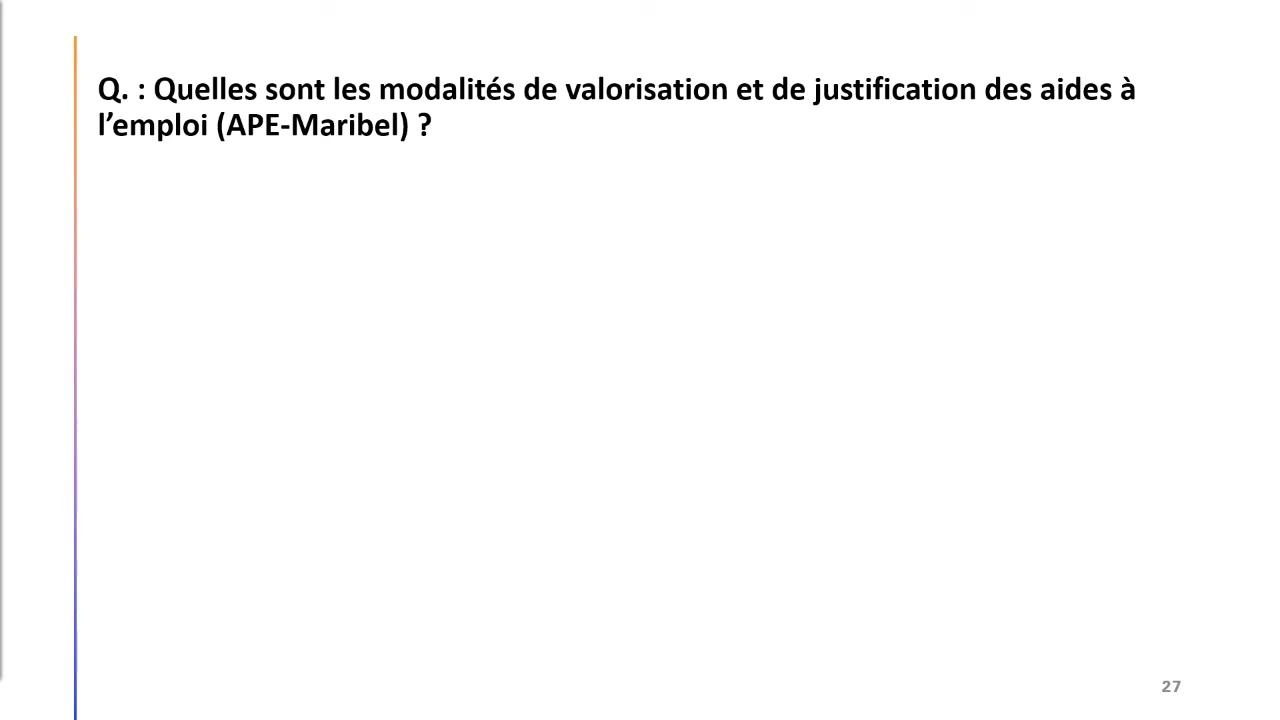 Q. : Quelles sont les modalités de valorisation et de justification des aides à
l’emploi (APE-Maribel) ?
27